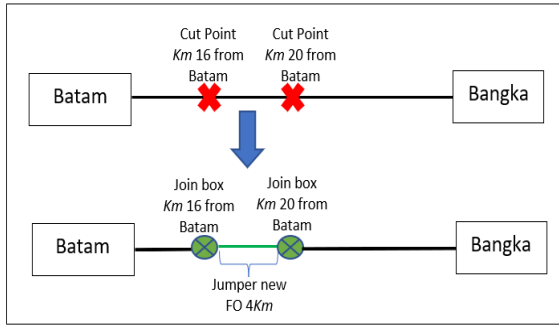 Cut Point
Km 16 from
Batam
Cut Point
Km 20 from
Batam
Batam
Bangka
Join box
Km 16 from
Batam
Join box
Km 20 from
Batam
Batam
Bangka
Jumper new
FO 4Km